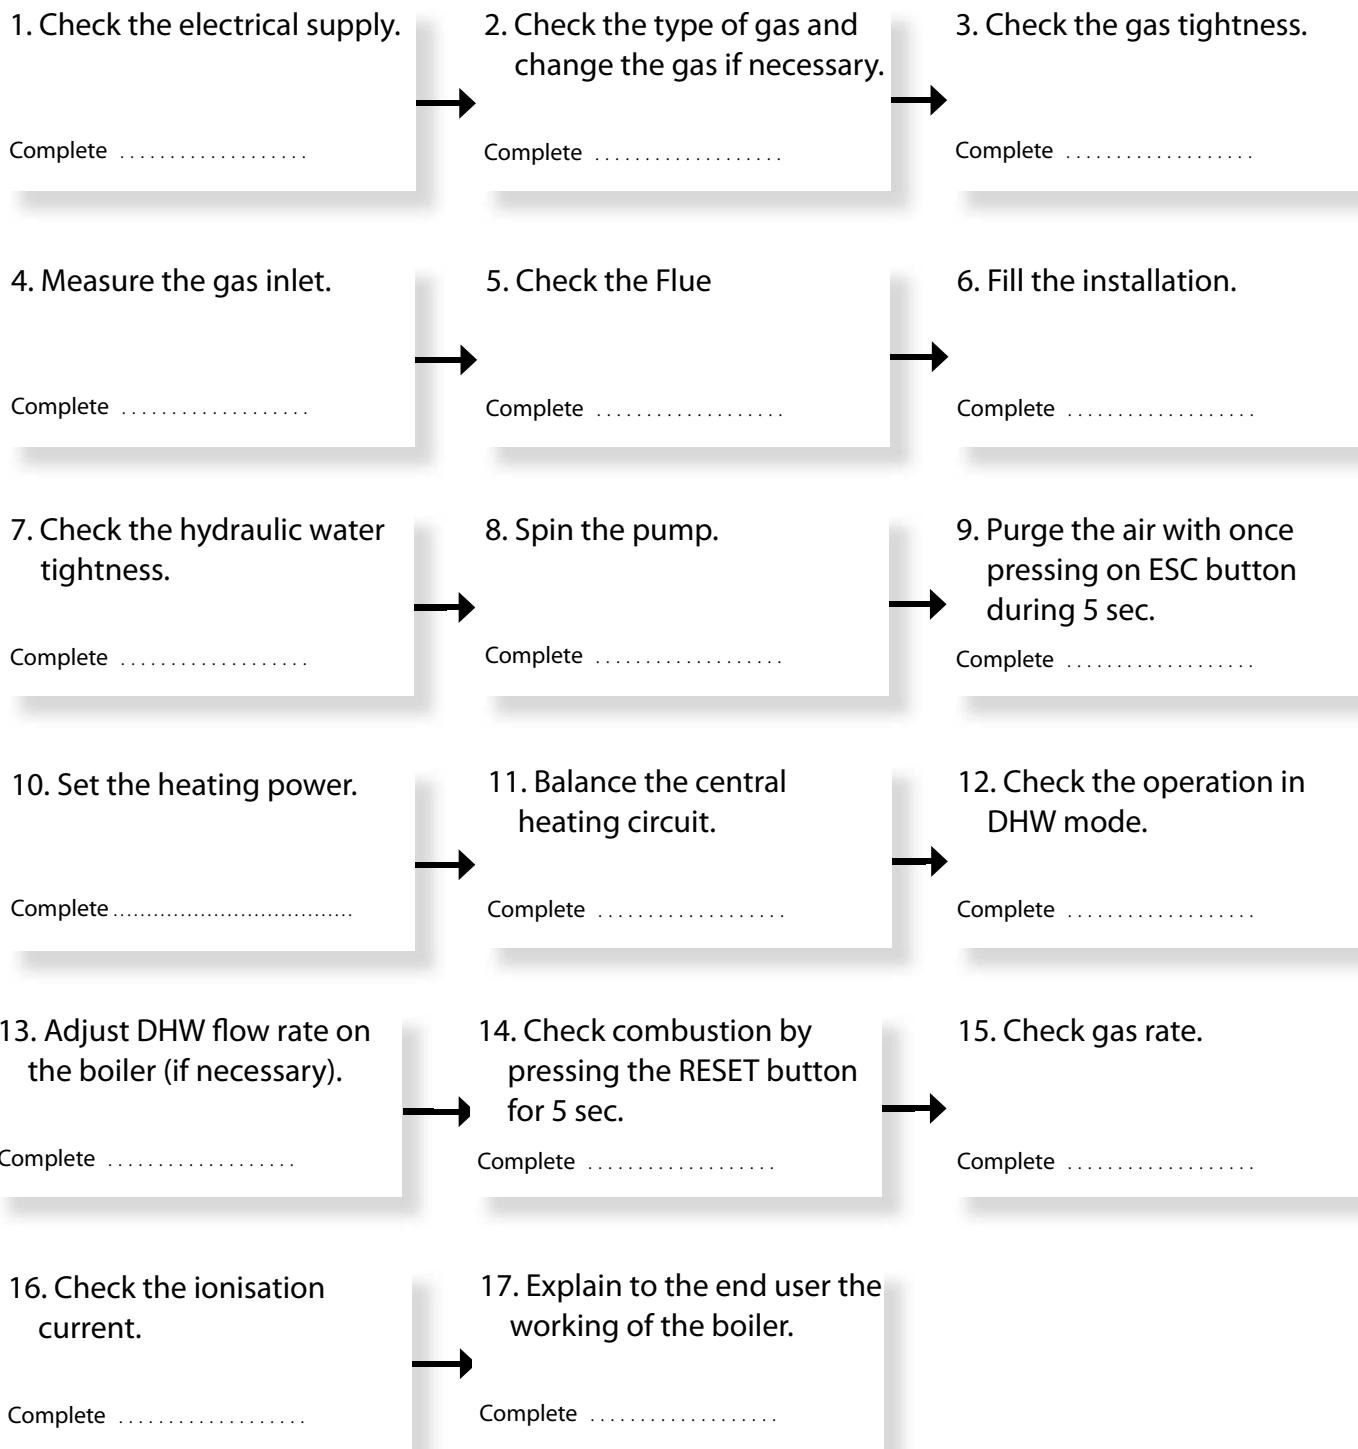 1. Check the electrical supply.
Complete ...................
2. Check the type of gas and
change the gas if necessary.
Complete ...................
3. Check the gas tightness.
Complete ...................
4. Measure the gas inlet.
Complete ...................
5. Check the Flue
Complete ...................
6. Fill the installation.
Complete ...................
7. Check the hydraulic water
tightness.
Complete ...................
8. Spin the pump.
Complete ...................
9. Purge the air with once
pressing on ESC button
during 5 sec.
Complete ...................
10. Set the heating power.
Complete ....................................
11. Balance the central
heating circuit.
Complete ...................
12. Check the operation in
DHW mode.
Complete ...................
13. Adjust DHW flow rate on
the boiler (if necessary).
Complete ...................
14. Check combustion by
pressing the RESET button
for 5 sec.
Complete ...................
15. Check gas rate.
Complete ...................
16. Check the ionisation
current.
Complete ...................
17. Explain to the end user the
working of the boiler.
Complete ...................